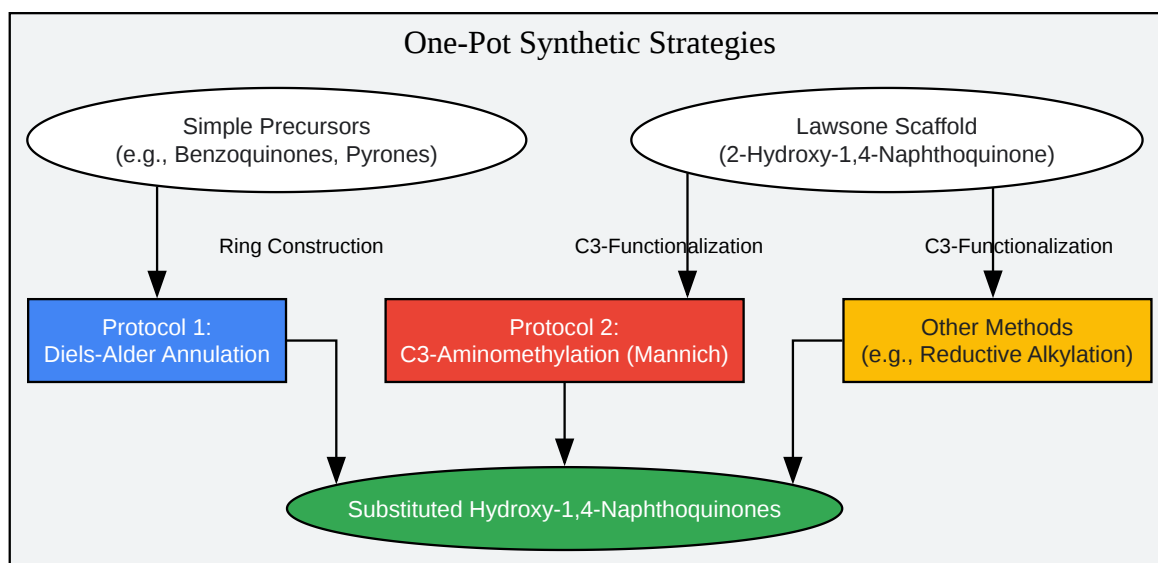 One-Pot Synthetic Strategies
Simple Precursors
(e.g., Benzoquinones, Pyrones)
Lawsone Scaffold
(2-Hydroxy-1,4-Naphthoquinone)
Ring Construction
C3-Functionalization
C3-Functionalization
Protocol 1:
Diels-Alder Annulation
Protocol 2:
C3-Aminomethylation (Mannich)
Other Methods
(e.g., Reductive Alkylation)
Substituted Hydroxy-1,4-Naphthoquinones